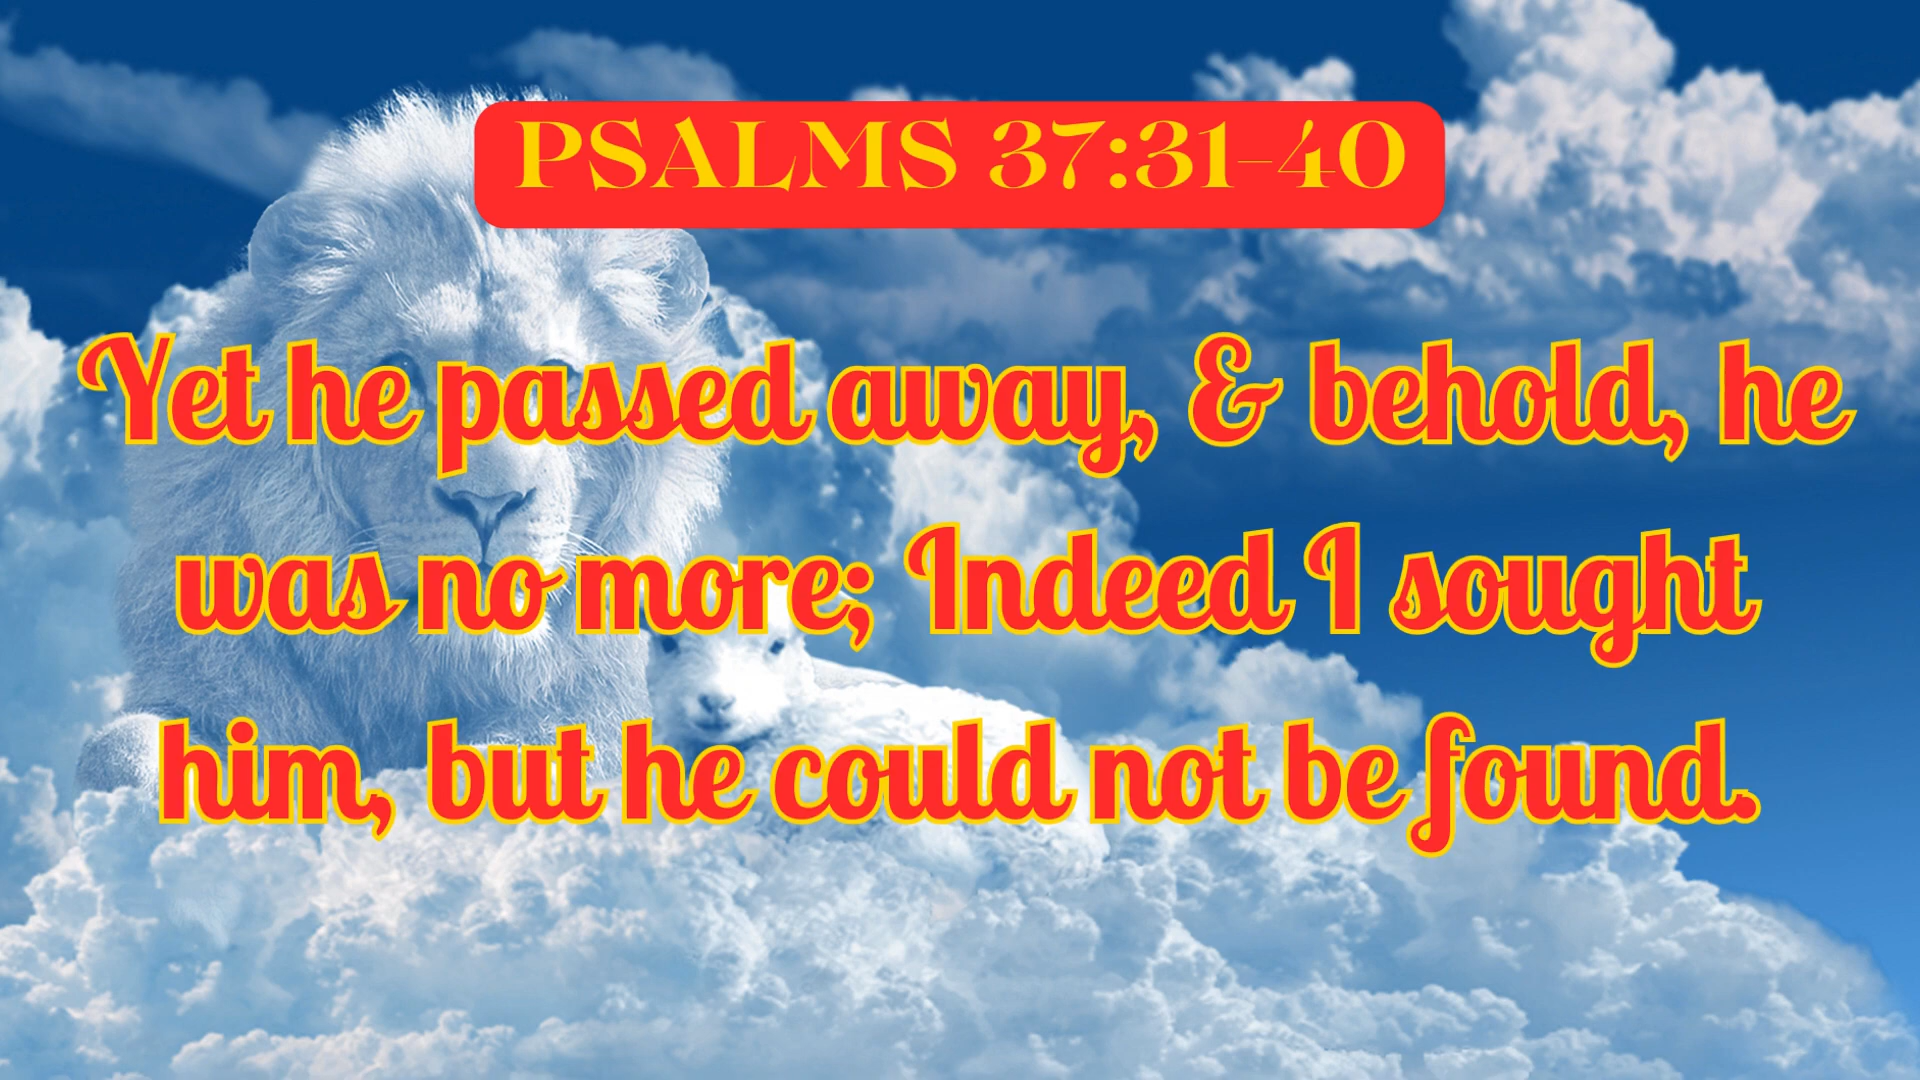 PSALMS 37:31-40
Yet he passed away, & behold, he
was no more; Indeed I sought
him, but he could not be found.